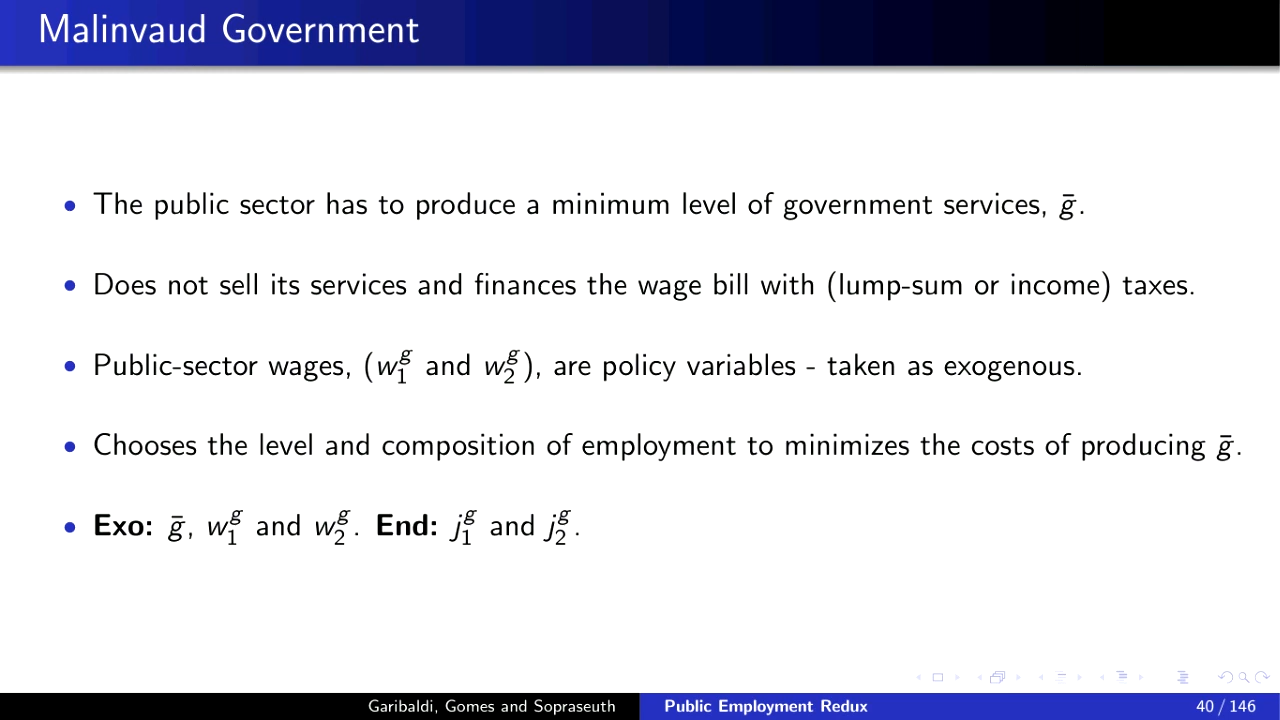 Malinvaud Government
• The public sector has to produce a minimum level of government services, ḡ.
• Does not sell its services and finances the wage bill with (lump-sum or income) taxes.
• Public-sector wages, (w₁ᵍ and w₂ᵍ), are policy variables - taken as exogenous.
• Chooses the level and composition of employment to minimizes the costs of producing ḡ.
• Exo: ḡ, w₁ᵍ and w₂ᵍ. End: j₁ᵍ and j₂ᵍ.
Garibaldi, Gomes and Sopraseuth Public Employment Redux 40 / 146